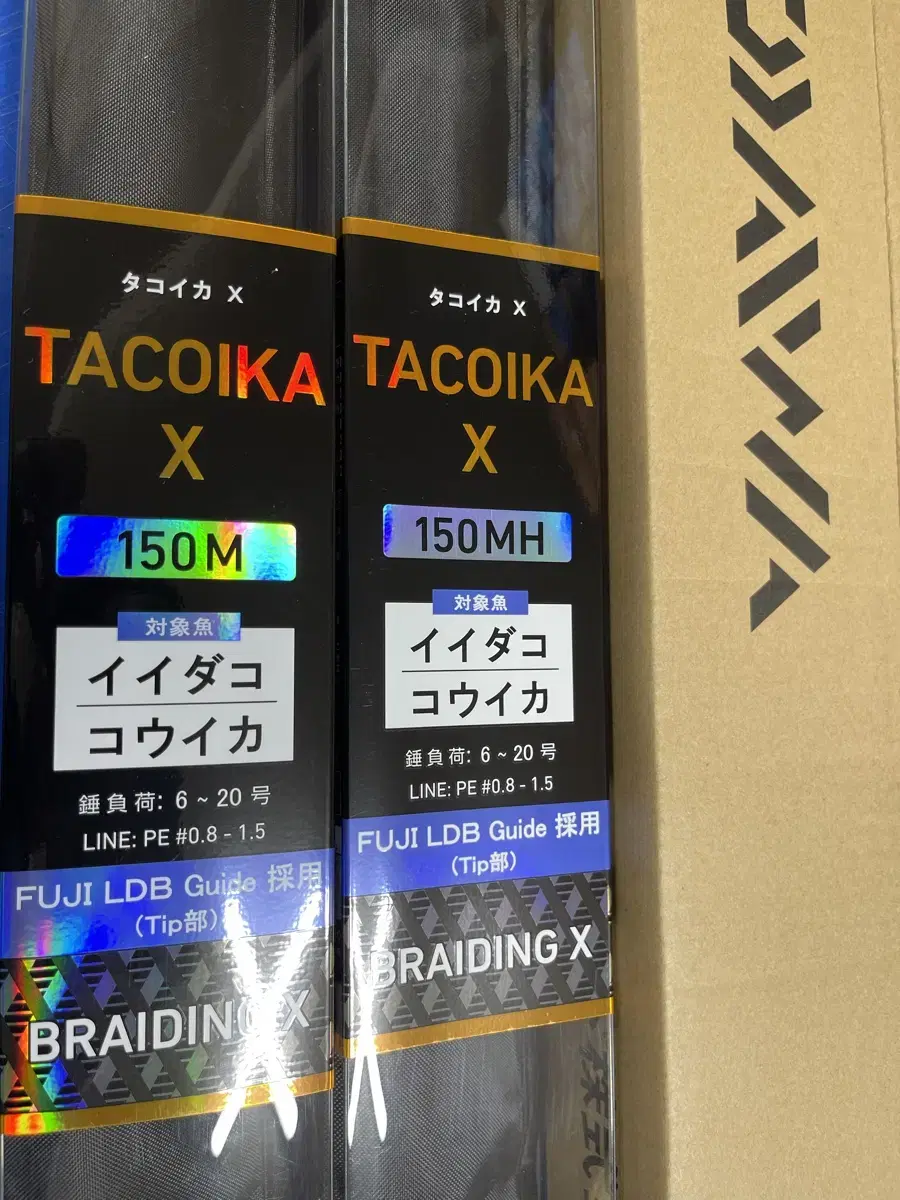 タコイカ X
TACOIKA
X
150M
対象魚
イイダコ
コウイカ
錘負荷: 6 ~ 20 号
LINE: PE #0.8 - 1.5
FUJI LDB Guide 採用
(Tip部)
BRAIDING X
タコイカ X
TACOIKA
X
150MH
対象魚
イイダコ
コウイカ
錘負荷: 6 ~ 20 号
LINE: PE #0.8 - 1.5
FUJI LDB Guide 採用
(Tip部)
BRAIDING X
DAIWA
株式